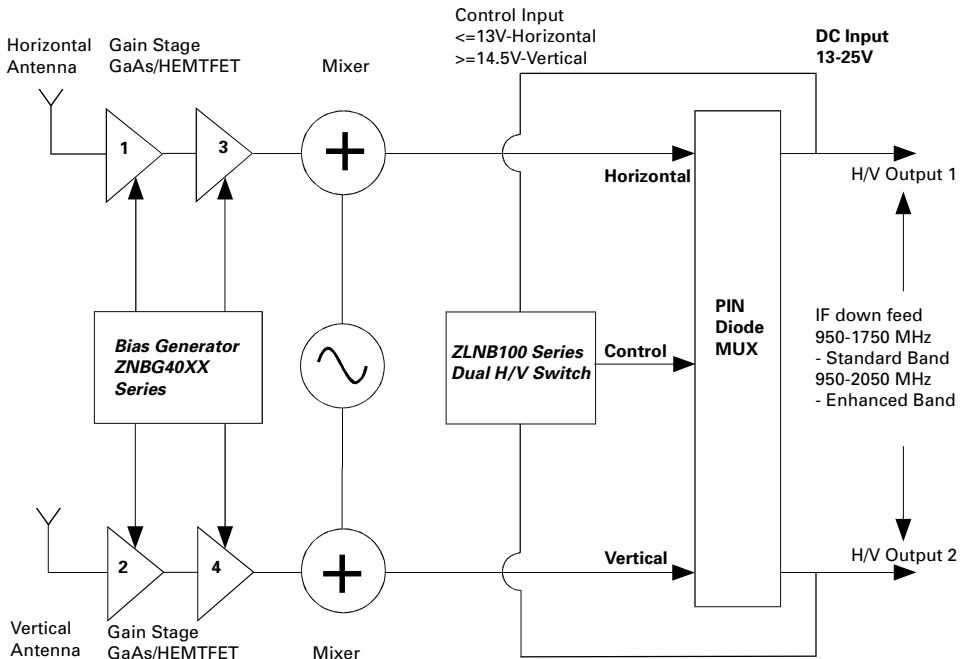 Control Input
<=13V-Horizontal
>=14.5V-Vertical
DC Input
13-25V
Horizontal
Antenna
Gain Stage
GaAs/HEMTFET
Mixer
1
3
Horizontal
H/V Output 1
Bias Generator
ZNBG40XX
Series
ZLNB100 Series
Dual H/V Switch
Control
PIN
Diode
MUX
IF down feed
950-1750 MHz
- Standard Band
950-2050 MHz
- Enhanced Band
2
4
Vertical
H/V Output 2
Vertical
Antenna
Gain Stage
GaAs/HEMTFET
Mixer